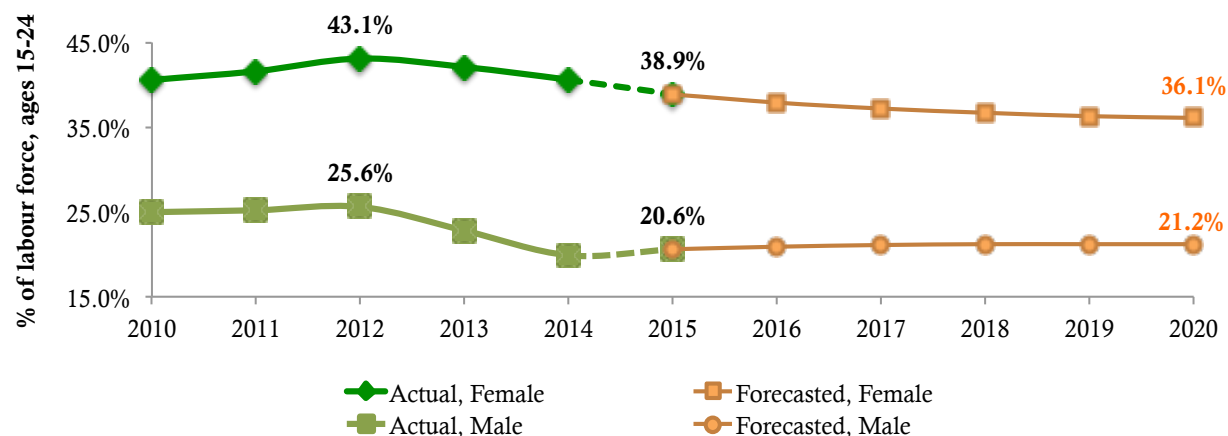 % of labour force, ages 15-24
45.0%
35.0%
25.0%
15.0%
43.1%
38.9%
36.1%
25.6%
20.6%
21.2%
2010 2011 2012 2013 2014 2015 2016 2017 2018 2019 2020
Actual, Female Forecasted, Female
Actual, Male Forecasted, Male